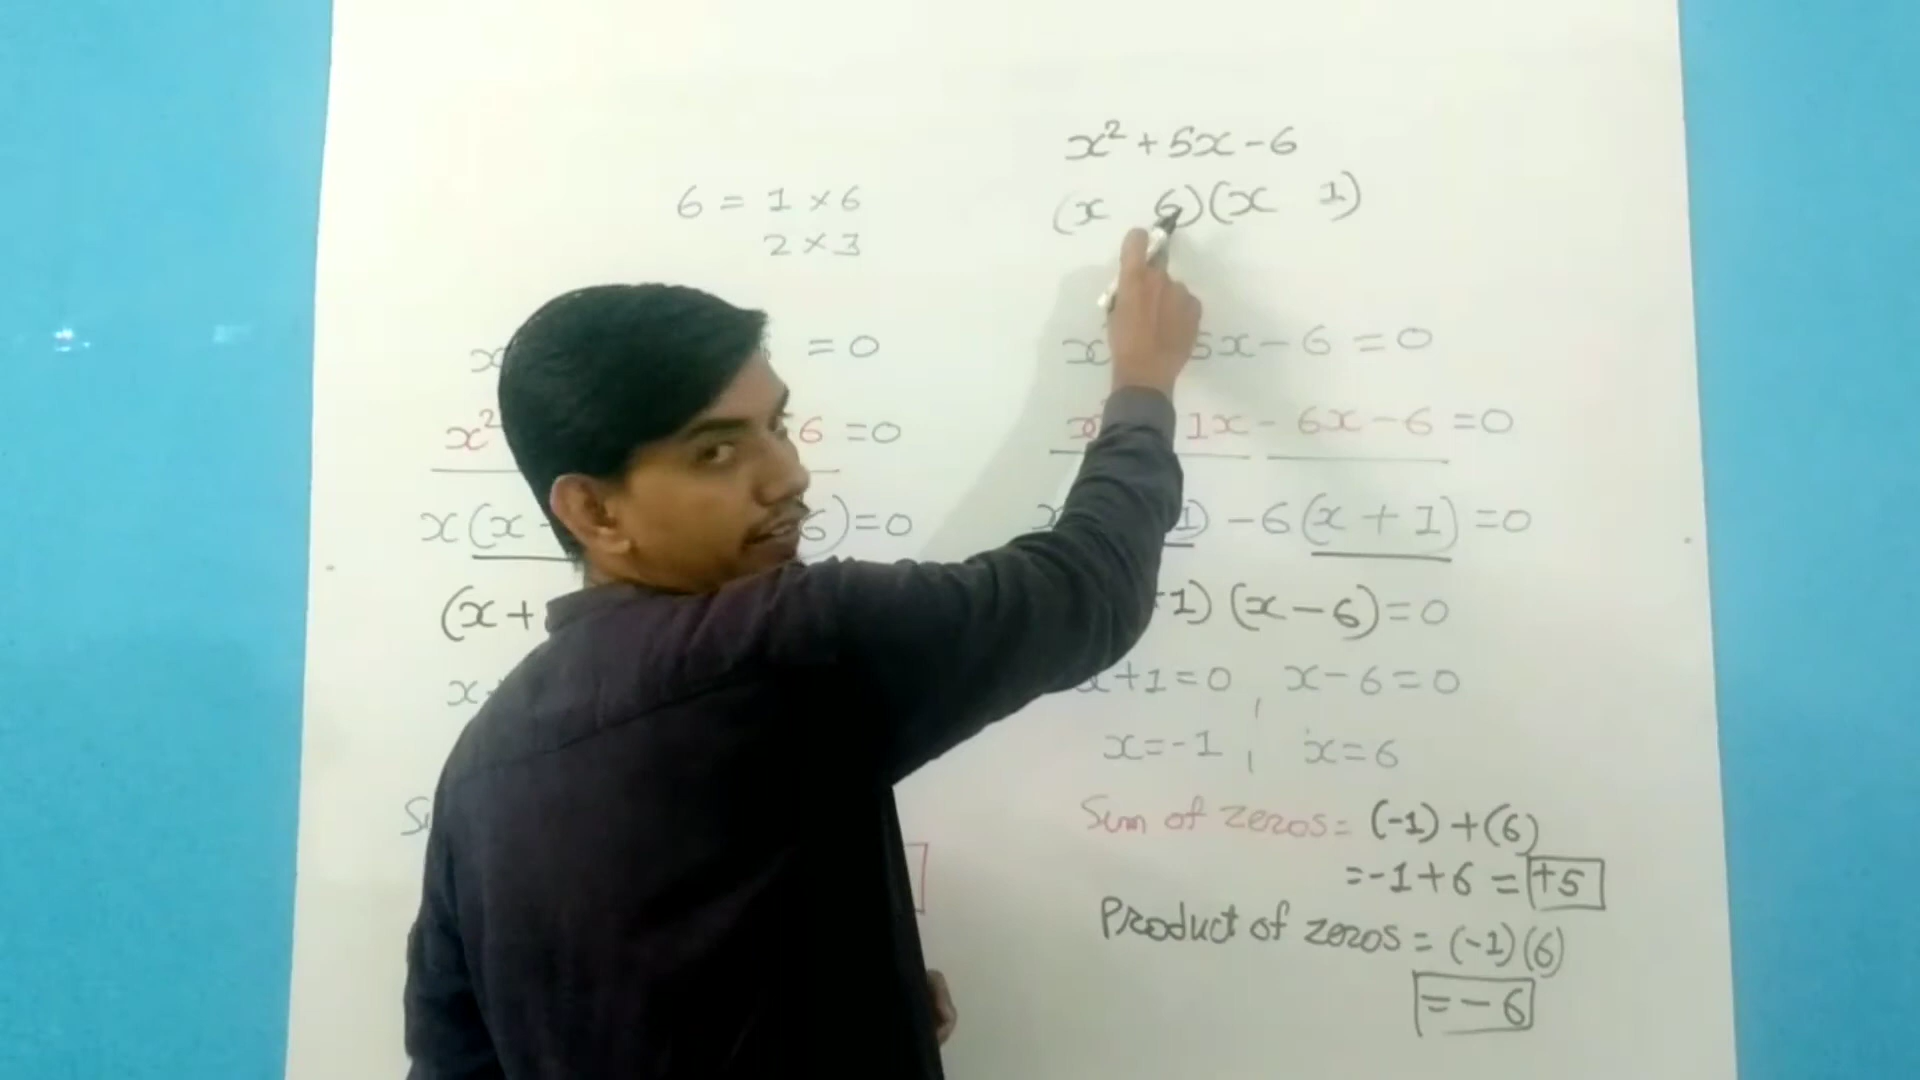 x² + 5x - 6
(x 6)(x 1)
6 = 1 × 6
2 × 3
= 0
x² 6 = 0
x(x 6) = 0
(x +
x
5x - 6 = 0
1x - 6x - 6 = 0
1) - 6(x + 1) = 0
1) (x - 6) = 0
x + 1 = 0 , x - 6 = 0
x = -1 , x = 6
Sum of zeros = (-1) + (6)
= -1 + 6 = +5
Product of zeros = (-1)(6)
= - 6